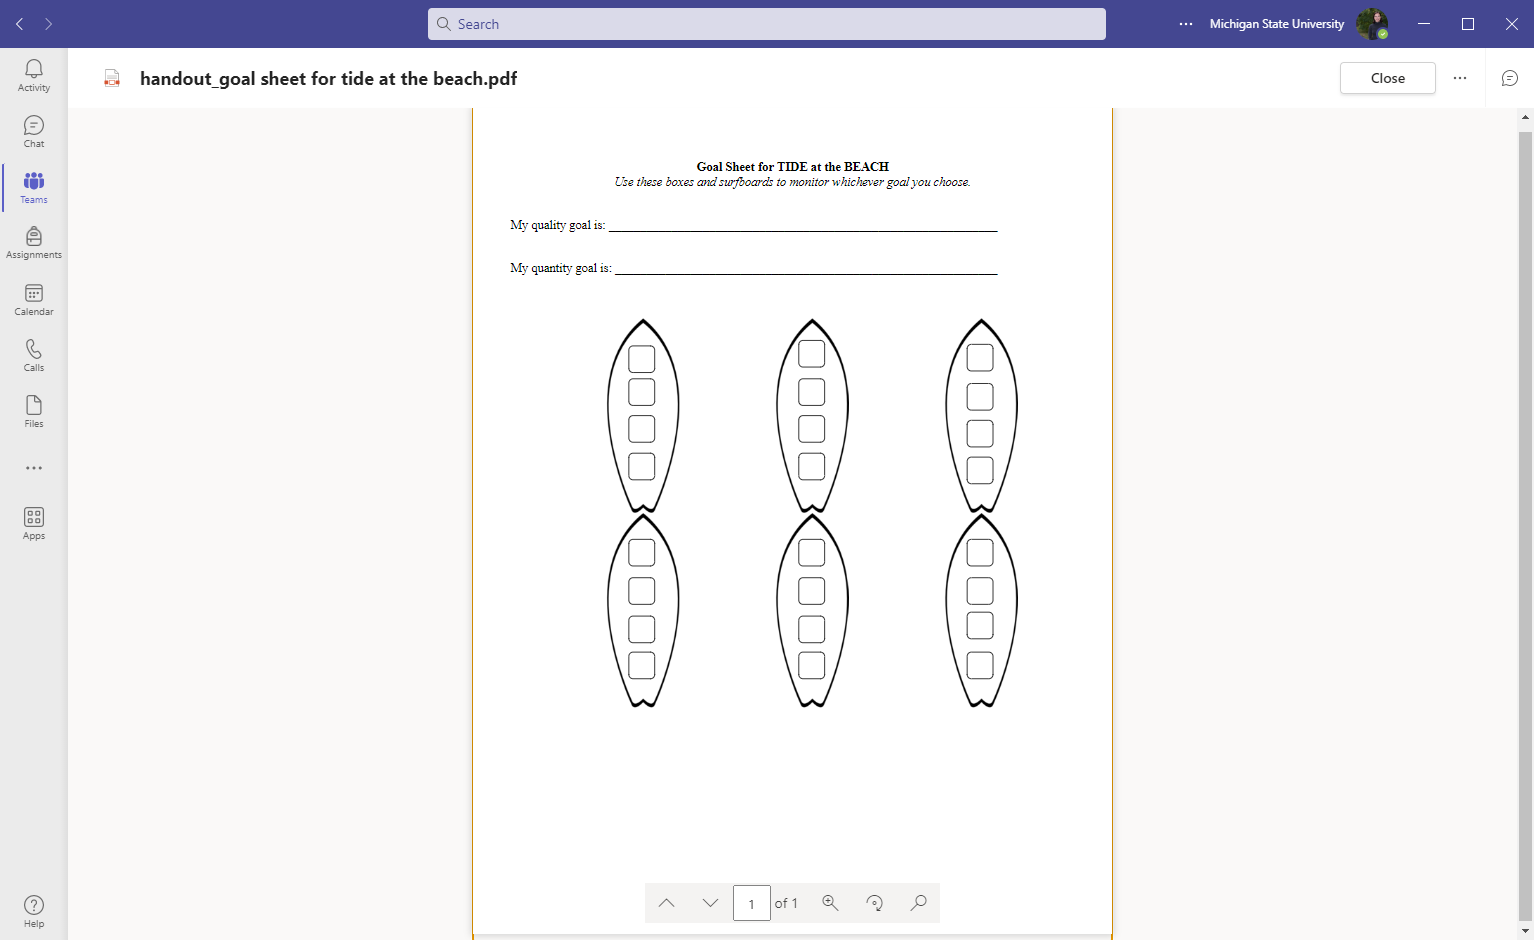 Search
Michigan State University
handout_goal sheet for tide at the beach.pdf
Close
Activity
Chat
Teams
Assignments
Calendar
Calls
Files
Apps
Help
Goal Sheet for TIDE at the BEACH
Use these boxes and surfboards to monitor whichever goal you choose.
My quality goal is:
My quantity goal is:
1 of 1